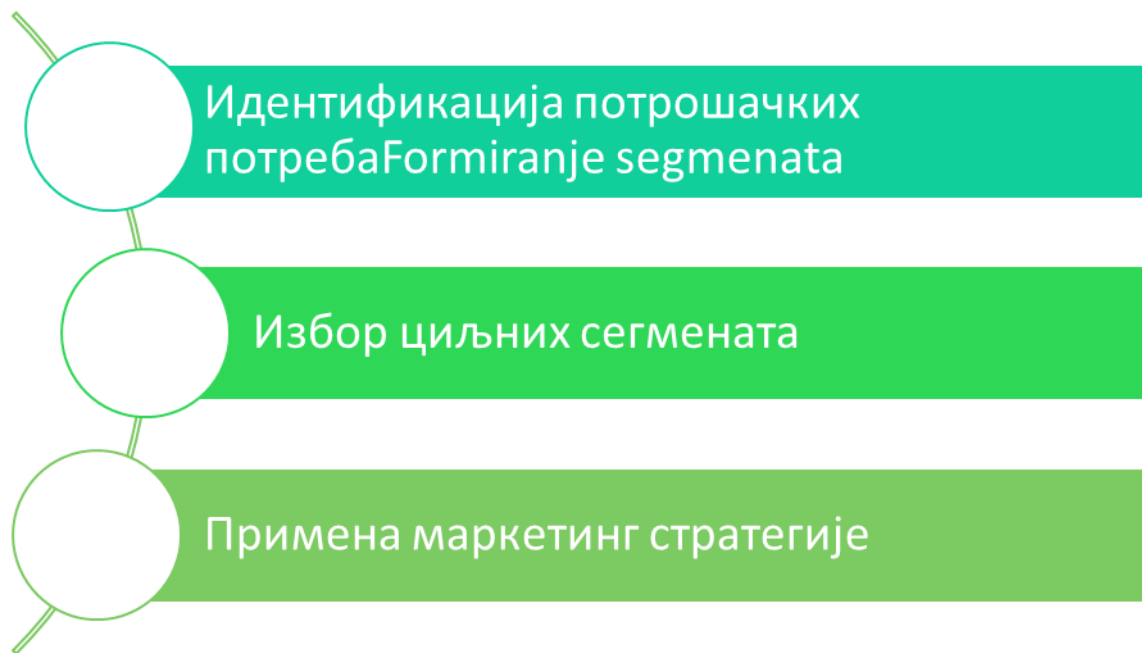 Идентификација потрошачких
потребаFormiranje segmenata
Избор циљних сегмената
Примена маркетинг стратегије